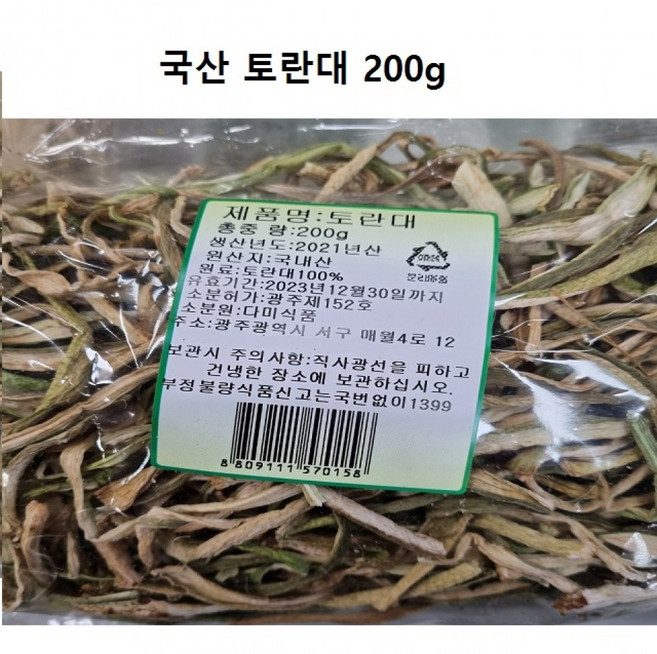 국산 토란대 200g
제품명:토란대
총중 량:200g
생산년도:2021년산
원산지:국내산
원료:토란대100%
유효기간:2023년12월30일까지
소분허가:광주제152호
소분원:다미식품
주소:광주광역시 서구 매월4로 12
보관시 주의사항:직사광선을 피하고
건냉한 장소에 보관하십시오.
부정불량식품신고는국번없이1399
8 809111 570158